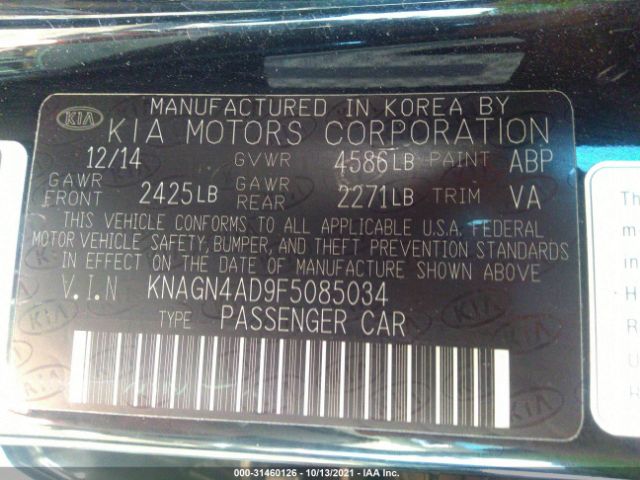 KIA
MANUFACTURED IN KOREA BY
KIA MOTORS CORPORATION
12/14 GVWR 4586LB PAINT ABP
GAWR FRONT 2425LB GAWR REAR 2271LB TRIM VA
THIS VEHICLE CONFORMS TO ALL APPLICABLE U.S.A. FEDERAL
MOTOR VEHICLE SAFETY, BUMPER, AND THEFT PREVENTION STANDARDS
IN EFFECT ON THE DATE OF MANUFACTURE SHOWN ABOVE
V.I.N KNAGN4AD9F5085034
TYPE PASSENGER CAR
000-31460126 - 10/13/2021 - IAA Inc.